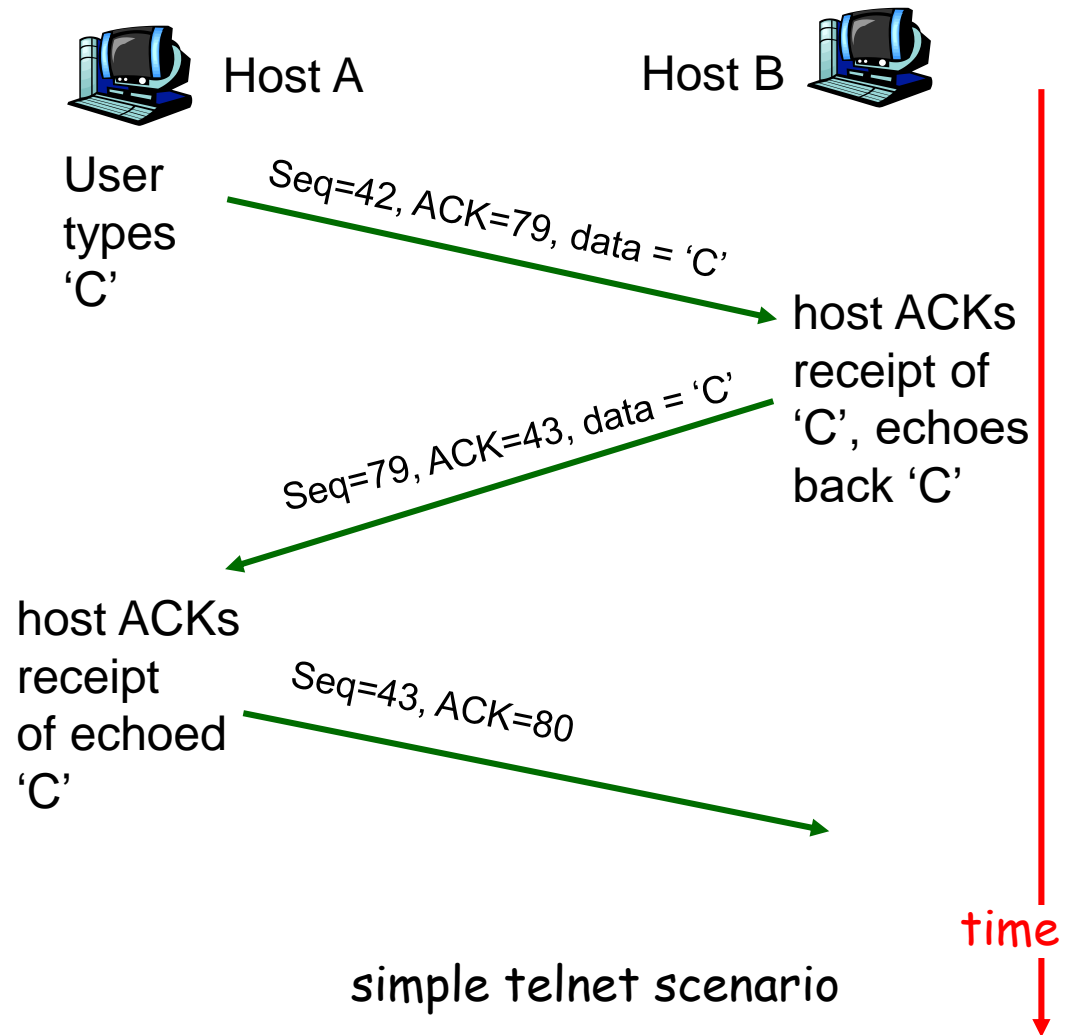 Host A
Host B
User
types
‘C’
Seq=42, ACK=79, data = ‘C’
host ACKs
receipt of
‘C’, echoes
back ‘C’
Seq=79, ACK=43, data = ‘C’
host ACKs
receipt
of echoed
‘C’
Seq=43, ACK=80
time
simple telnet scenario